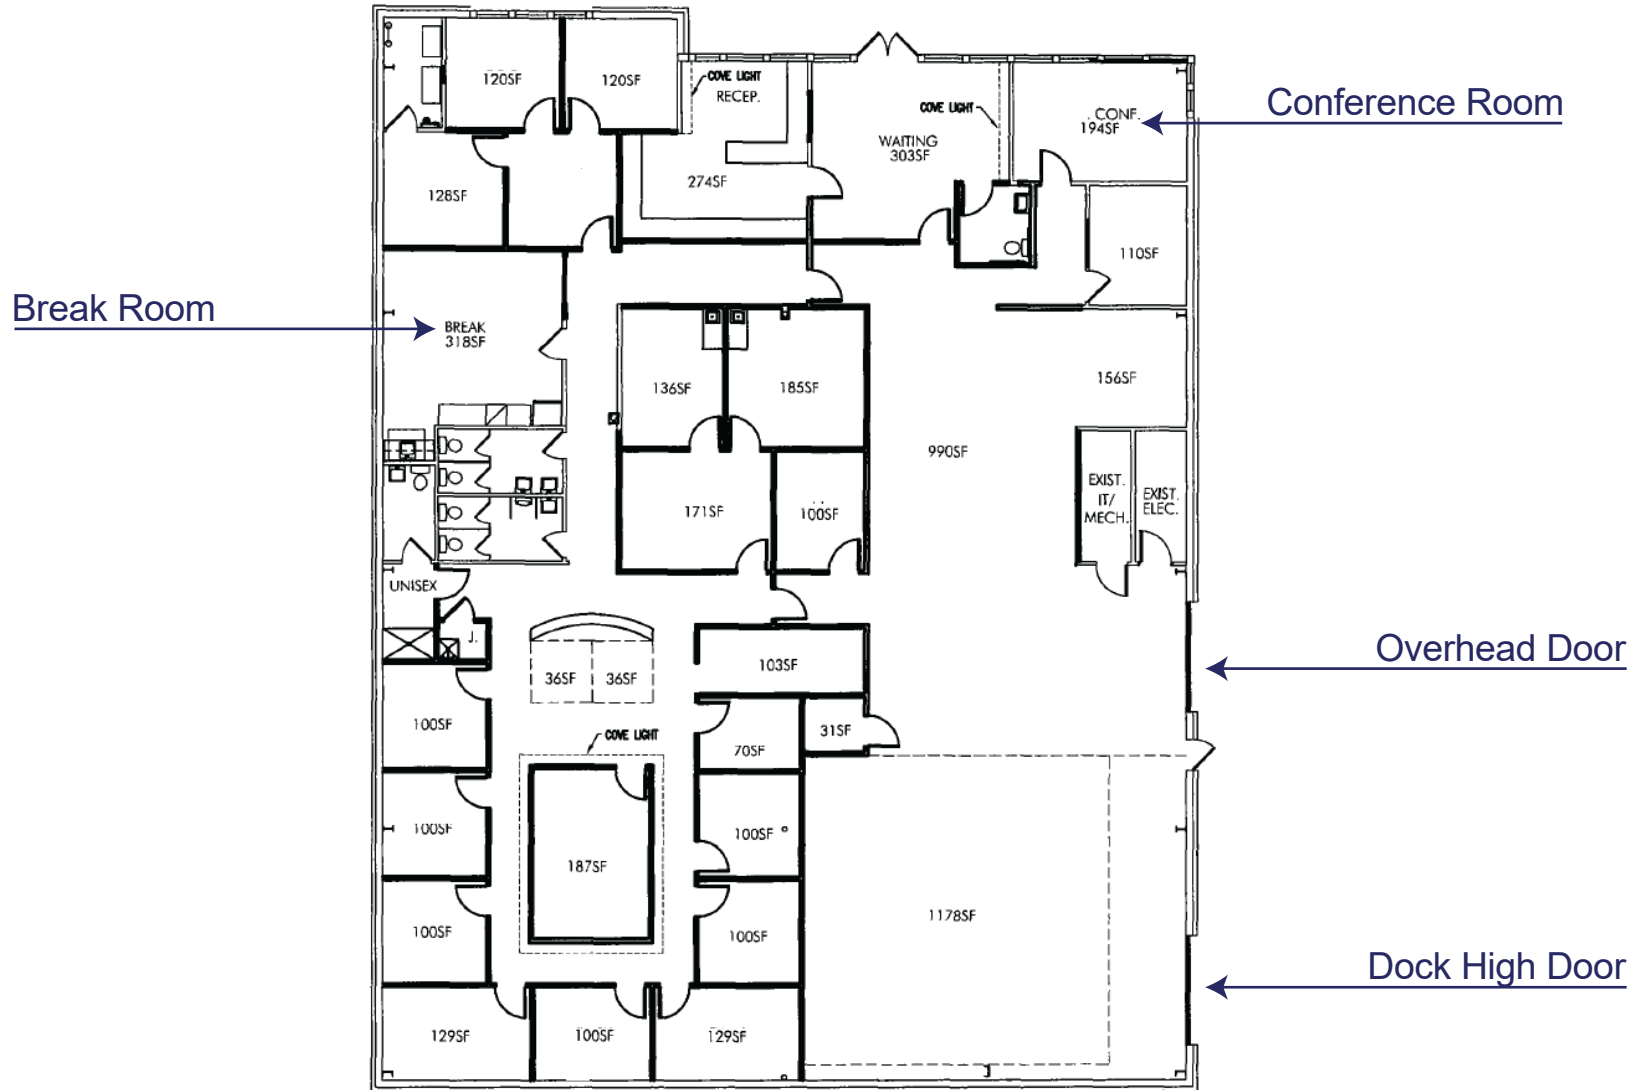 120SF
120SF
COVE LIGHT
RECEP.
COVE LIGHT
Conference Room
CONF.
194SF
WAITING
303SF
128SF
274SF
110SF
Break Room
BREAK
318SF
136SF
185SF
156SF
990SF
171SF
100SF
EXIST.
IT/
MECH.
EXIST.
ELEC.
UNISEX
J.
Overhead Door
36SF
36SF
103SF
100SF
COVE LIGHT
70SF
31SF
100SF
187SF
100SF
100SF
100SF
1178SF
Dock High Door
129SF
100SF
129SF